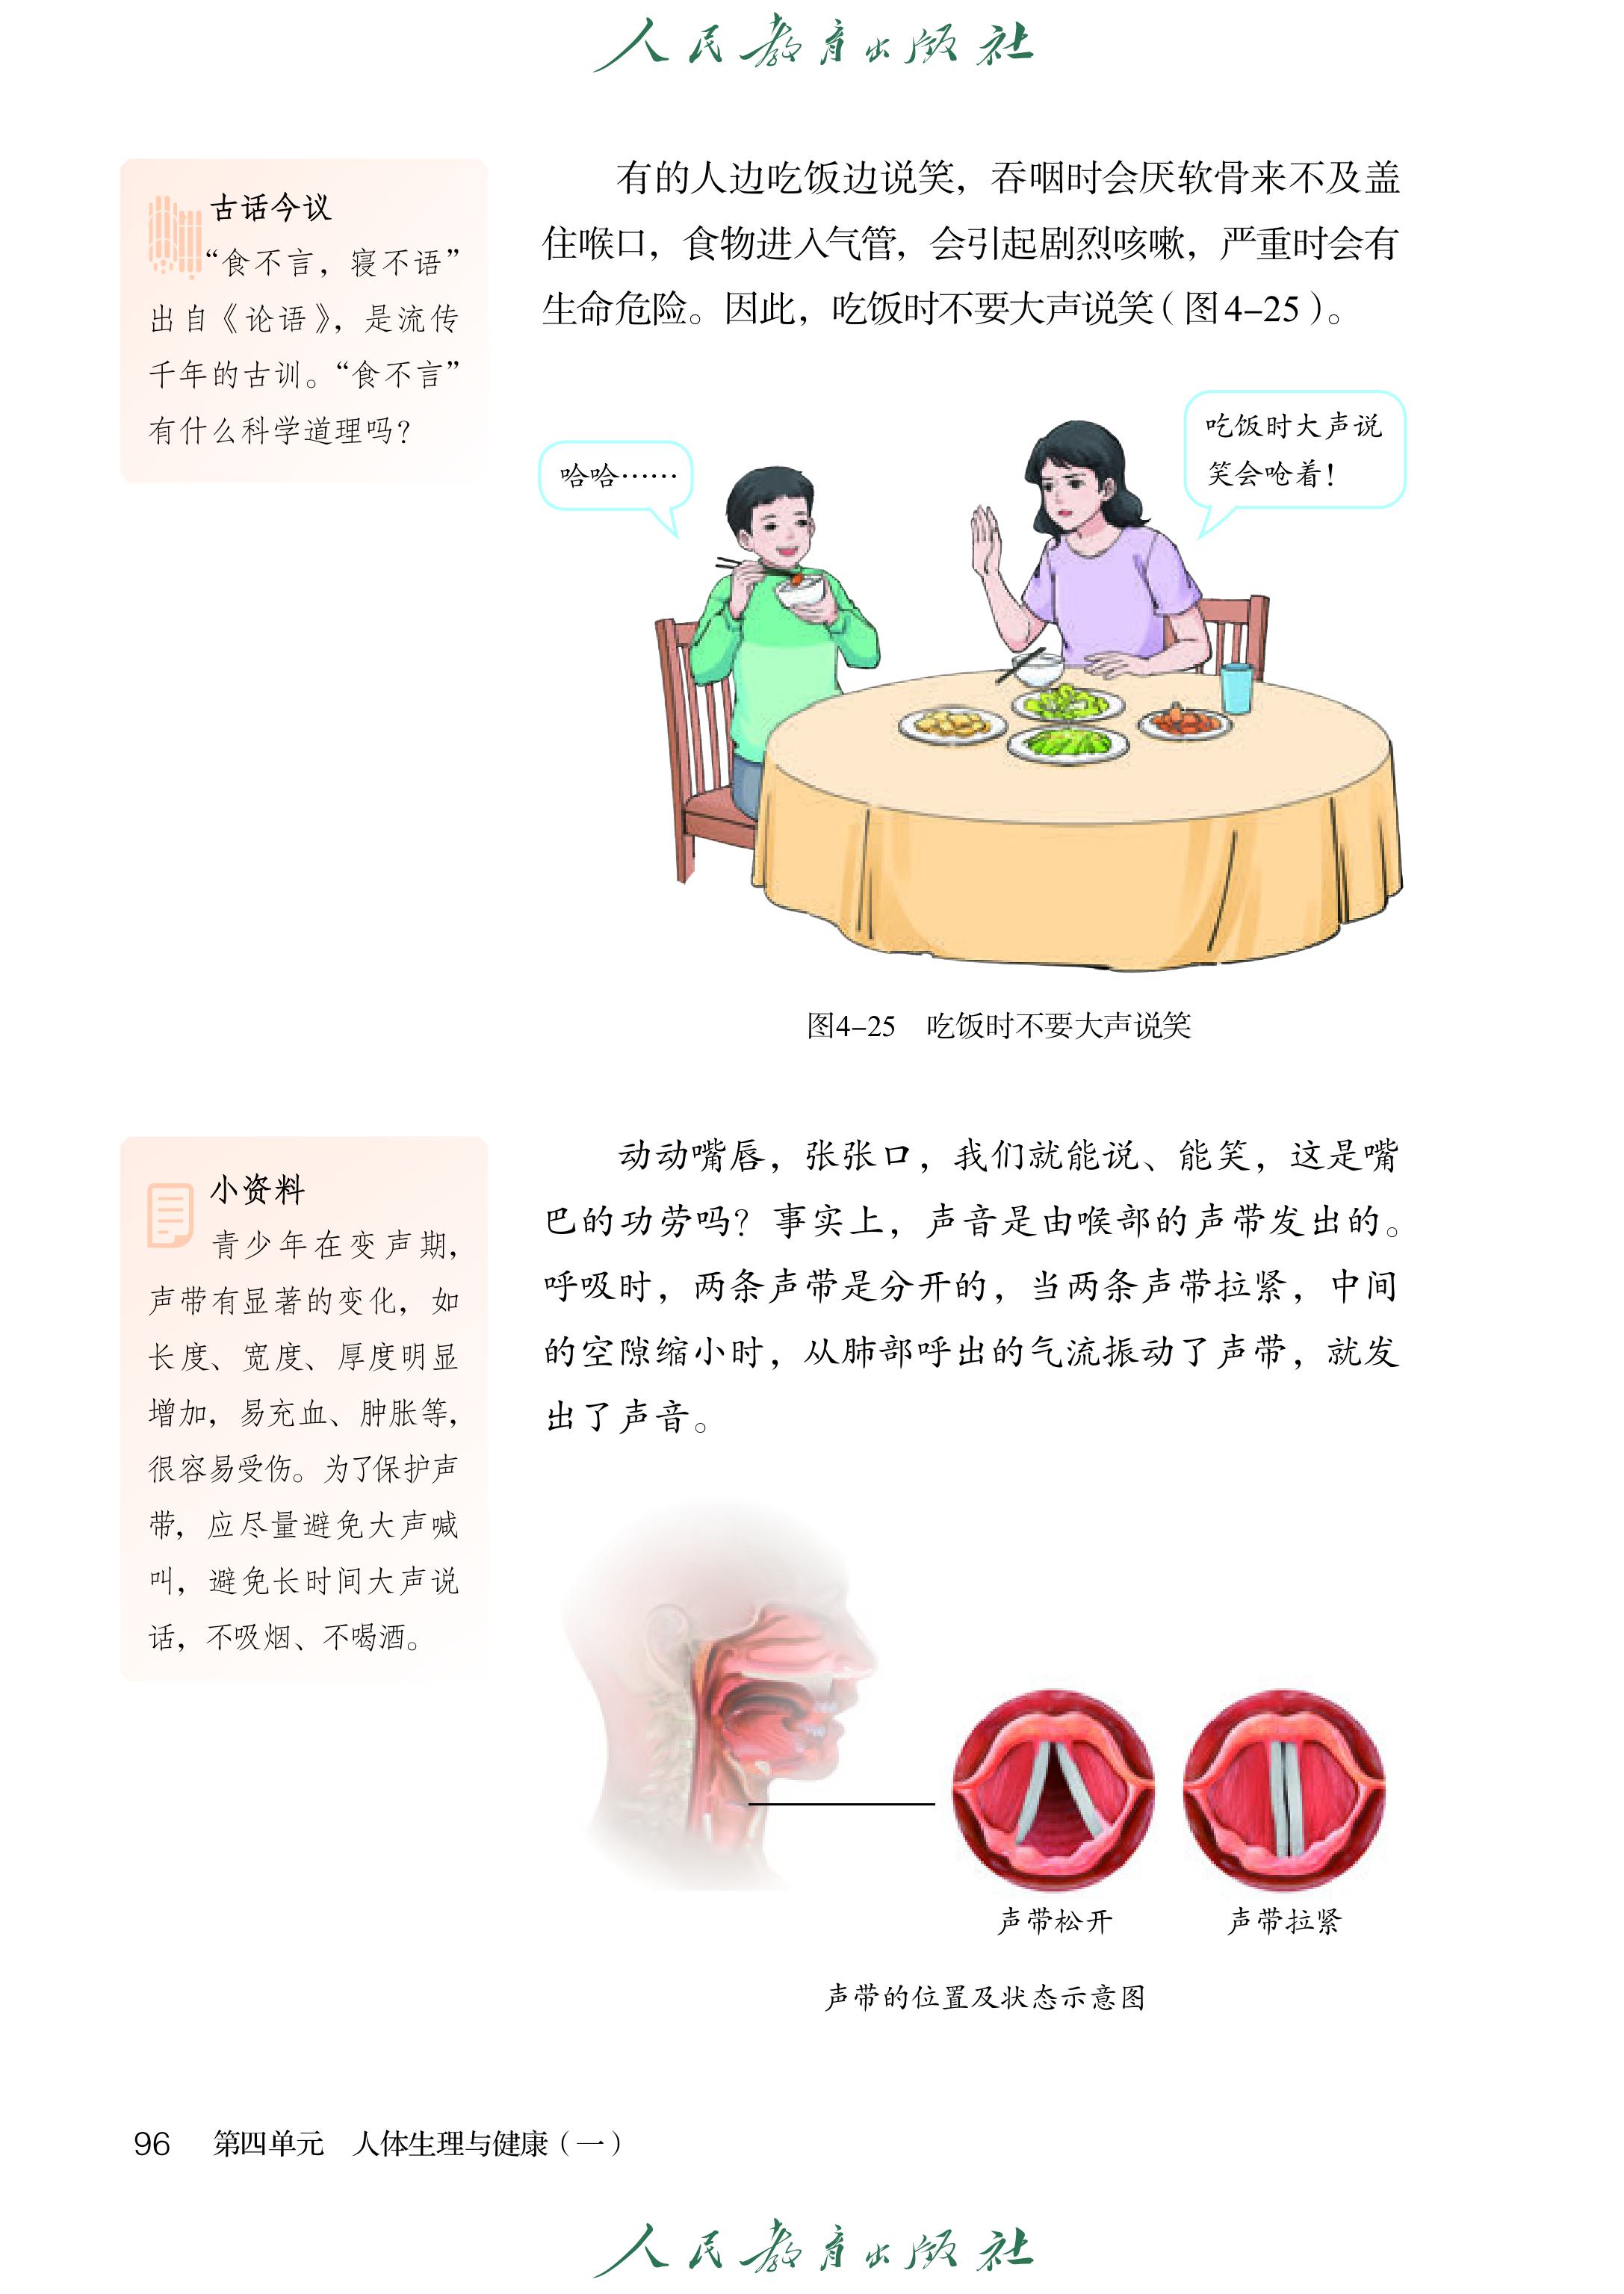 人民教育出版社
古话今议
“食不言，寝不语”
出自《论语》，是流传
千年的古训。“食不言”
有什么科学道理吗？
有的人边吃饭边说笑，吞咽时会厌软骨来不及盖
住喉口，食物进入气管，会引起剧烈咳嗽，严重时会有
生命危险。因此，吃饭时不要大声说笑（图4–25）。
哈哈……
吃饭时大声说
笑会呛着！
图4–25　吃饭时不要大声说笑
小资料
青少年在变声期，
声带有显著的变化，如
长度、宽度、厚度明显
增加，易充血、肿胀等，
很容易受伤。为了保护声
带，应尽量避免大声喊
叫，避免长时间大声说
话，不吸烟、不喝酒。
动动嘴唇，张张口，我们就能说、能笑，这是嘴
巴的功劳吗？事实上，声音是由喉部的声带发出的。
呼吸时，两条声带是分开的，当两条声带拉紧，中间
的空隙缩小时，从肺部呼出的气流振动了声带，就发
出了声音。
声带松开
声带拉紧
声带的位置及状态示意图
96　第四单元　人体生理与健康（一）
人民教育出版社